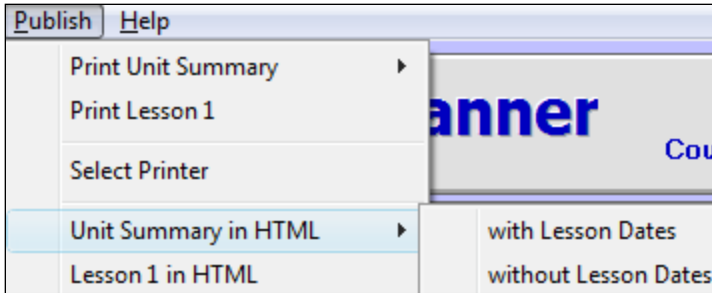 Publish Help
Print Unit Summary
Print Lesson 1
anner
Cou
Select Printer
Unit Summary in HTML
with Lesson Dates
Lesson 1 in HTML
without Lesson Dates